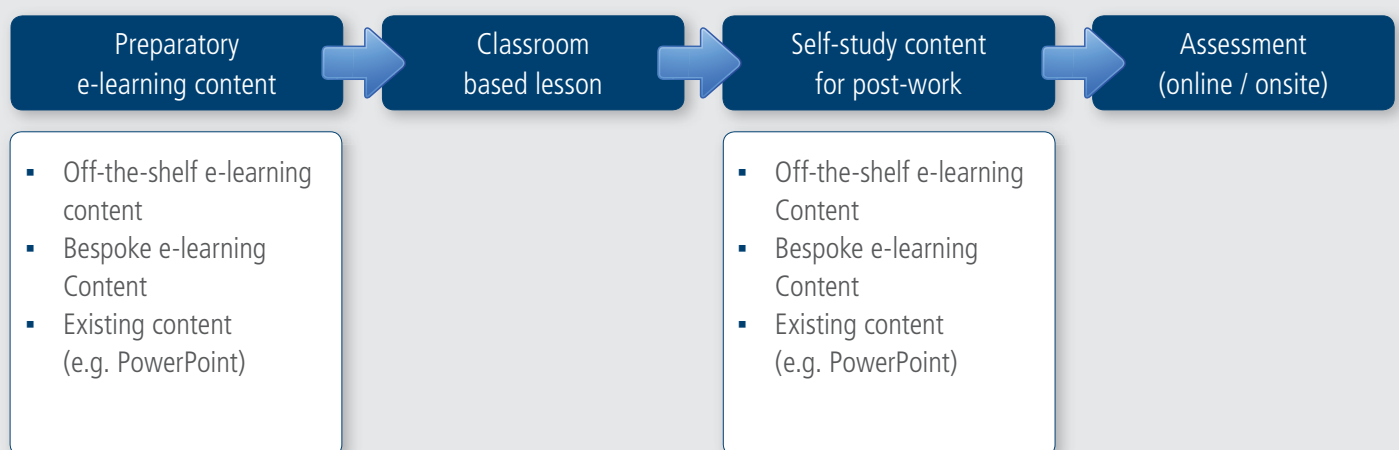 Preparatory
e-learning content
Classroom
based lesson
Self-study content
for post-work
Assessment
(online / onsite)
▪ Off-the-shelf e-learning
content
▪ Bespoke e-learning
Content
▪ Existing content
(e.g. PowerPoint)
▪ Off-the-shelf e-learning
Content
▪ Bespoke e-learning
Content
▪ Existing content
(e.g. PowerPoint)